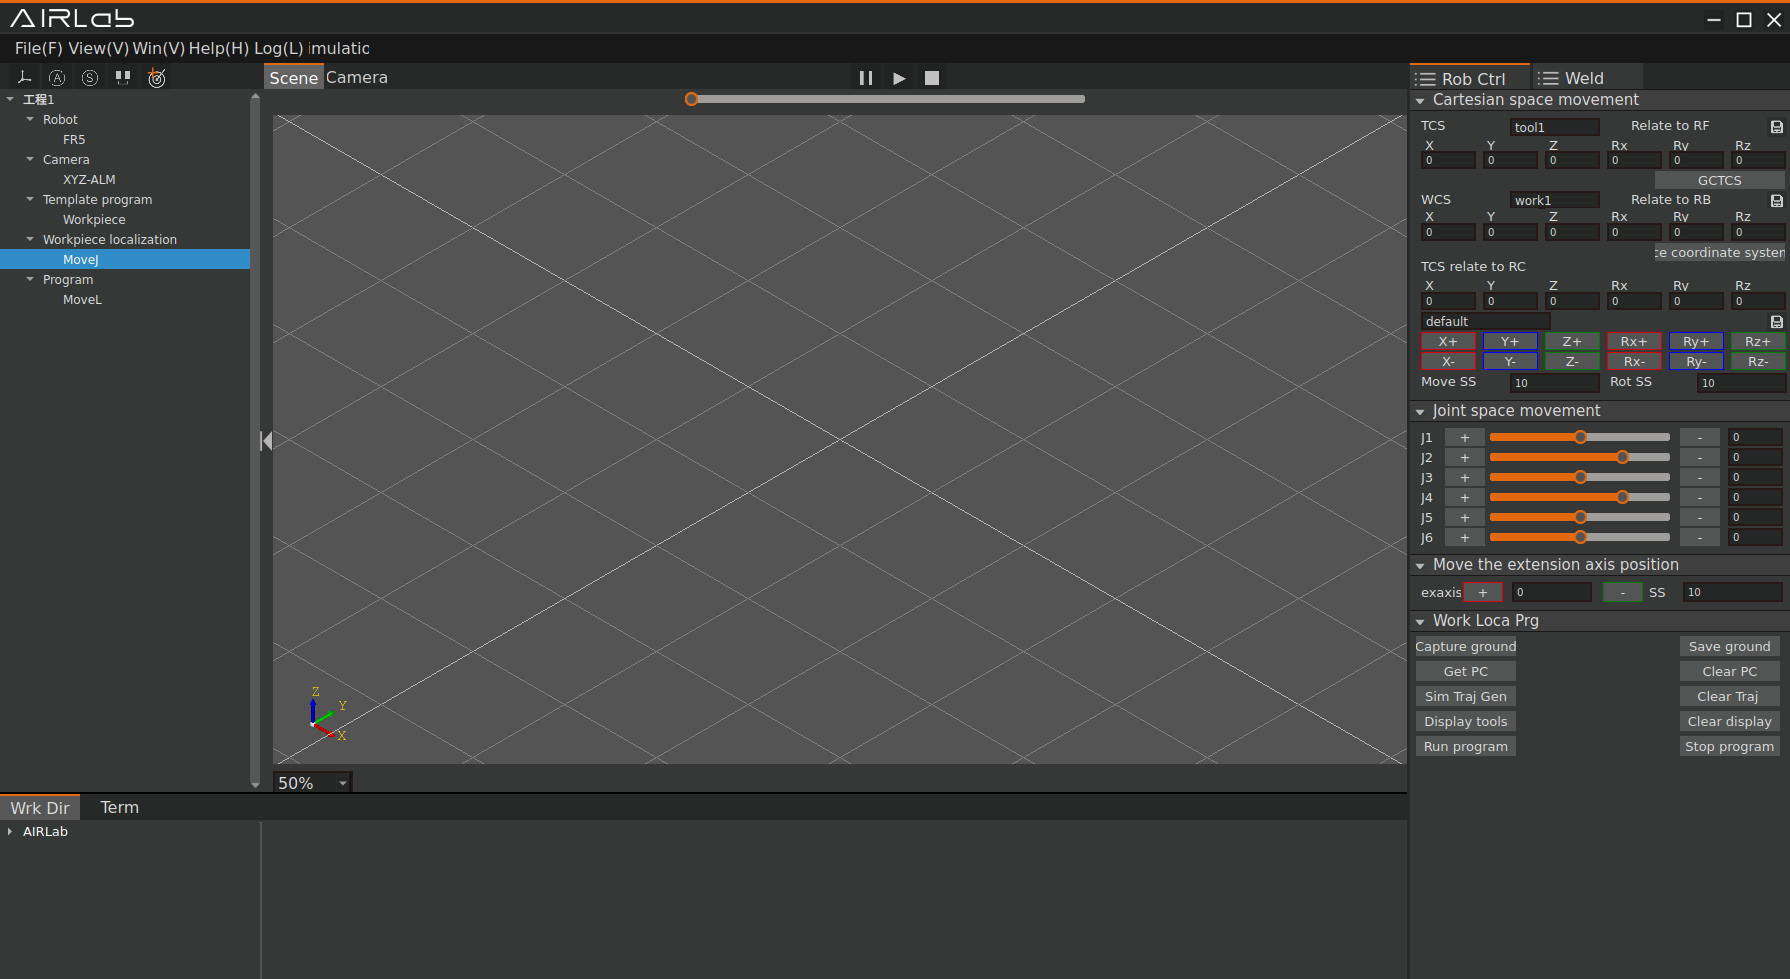 AIRLab
File(F) View(V) Win(V) Help(H) Log(L) imulatic
A S
Scene Camera
Rob Ctrl Weld
工程1
Robot
FR5
Camera
XYZ-ALM
Template program
Workpiece
Workpiece localization
MoveJ
Program
MoveL
Z
Y
X
50%
Wrk Dir Term
AIRLab
Cartesian space movement
TCS tool1 Relate to RF
X Y Z Rx Ry Rz
0 0 0 0 0 0
GCTCS
WCS work1 Relate to RB
X Y Z Rx Ry Rz
0 0 0 0 0 0
ce coordinate system
TCS relate to RC
X Y Z Rx Ry Rz
0 0 0 0 0 0
default
X+ Y+ Z+ Rx+ Ry+ Rz+
X- Y- Z- Rx- Ry- Rz-
Move SS 10 Rot SS 10
Joint space movement
J1 + - 0
J2 + - 0
J3 + - 0
J4 + - 0
J5 + - 0
J6 + - 0
Move the extension axis position
exaxis + 0 - SS 10
Work Loca Prg
Capture ground Save ground
Get PC Clear PC
Sim Traj Gen Clear Traj
Display tools Clear display
Run program Stop program